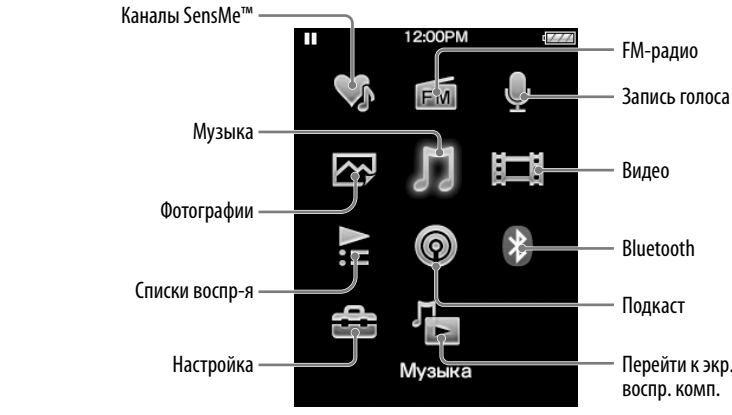 Каналы SensMe™
12:00PM
FM-радио
FM
Запись голоса
Музыка
Видео
Фотографии
Bluetooth
Списки воспр-я
Подкаст
Настройка
Перейти к экр.
воспр. комп.
Музыка